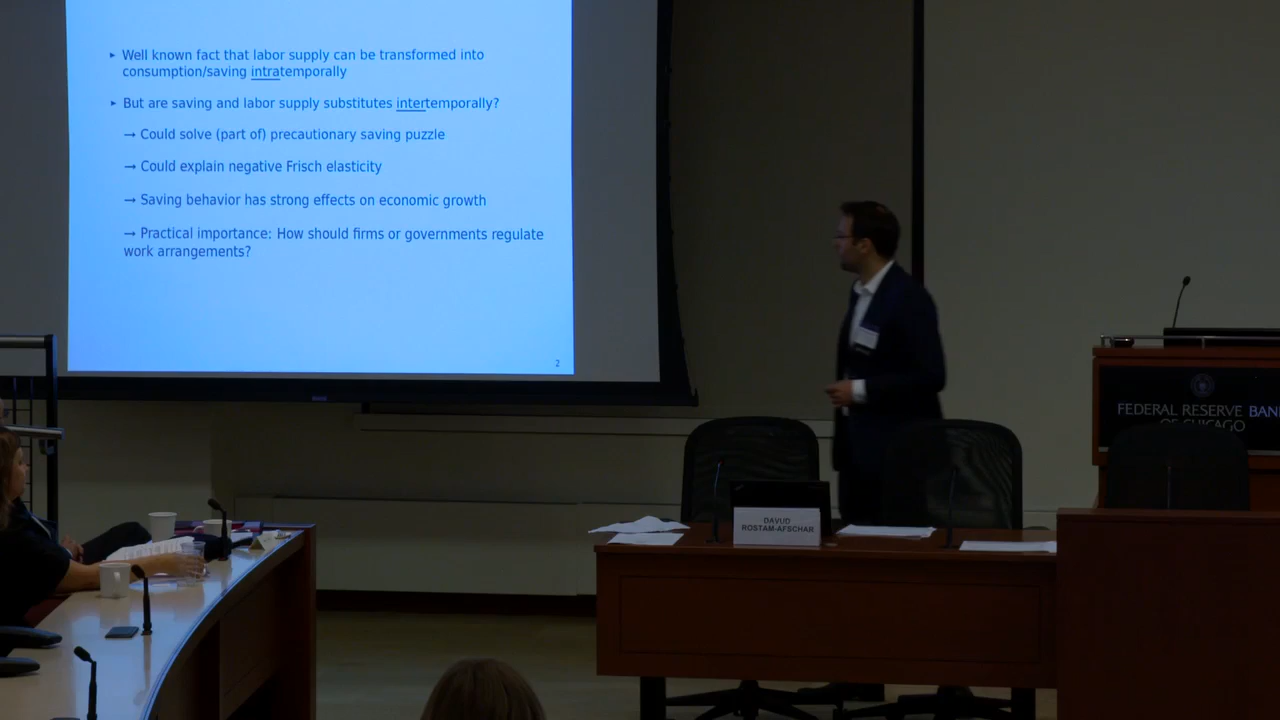 ▸ Well known fact that labor supply can be transformed into
consumption/saving intratemporally
▸ But are saving and labor supply substitutes intertemporally?
→ Could solve (part of) precautionary saving puzzle
→ Could explain negative Frisch elasticity
→ Saving behavior has strong effects on economic growth
→ Practical importance: How should firms or governments regulate
work arrangements?
2
FEDERAL RESERVE BAN
OF CHICAGO
DAVUD
ROSTAM-AFSCHAR